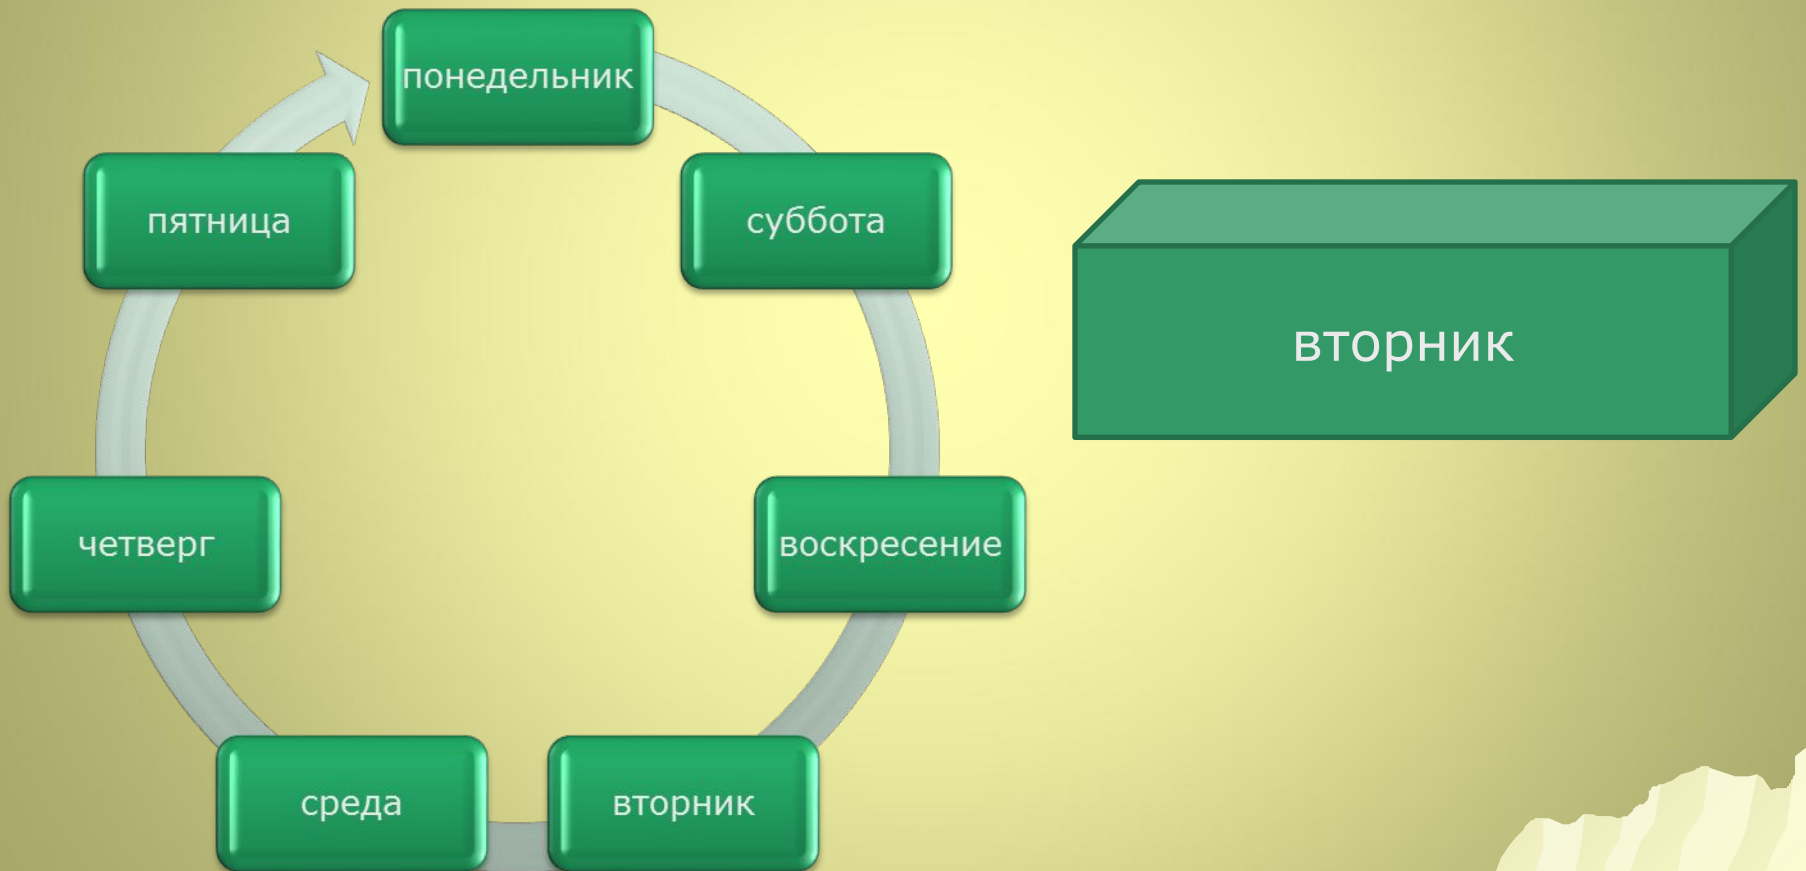 понедельник
суббота
воскресение
вторник
среда
четверг
пятница
вторник